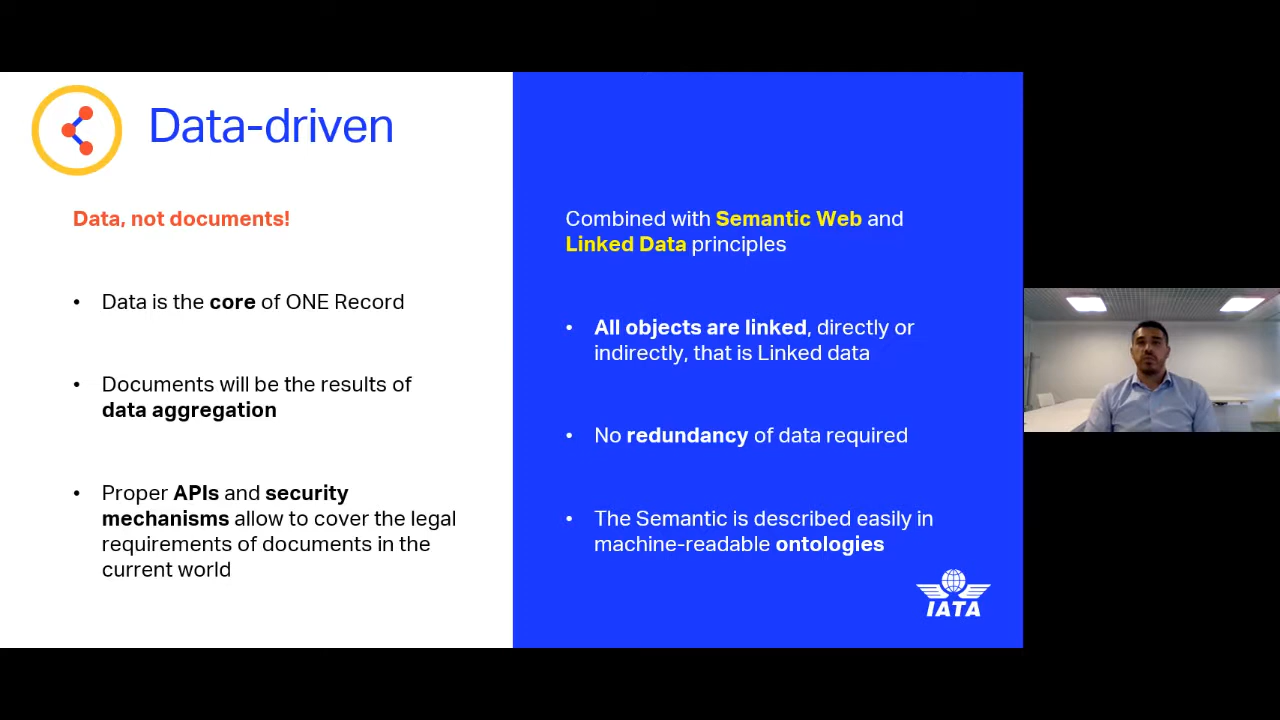 Data-driven
Data, not documents!
• Data is the core of ONE Record
• Documents will be the results of
data aggregation
• Proper APIs and security
mechanisms allow to cover the legal
requirements of documents in the
current world
Combined with Semantic Web and
Linked Data principles
• All objects are linked, directly or
indirectly, that is Linked data
• No redundancy of data required
• The Semantic is described easily in
machine-readable ontologies
IATA